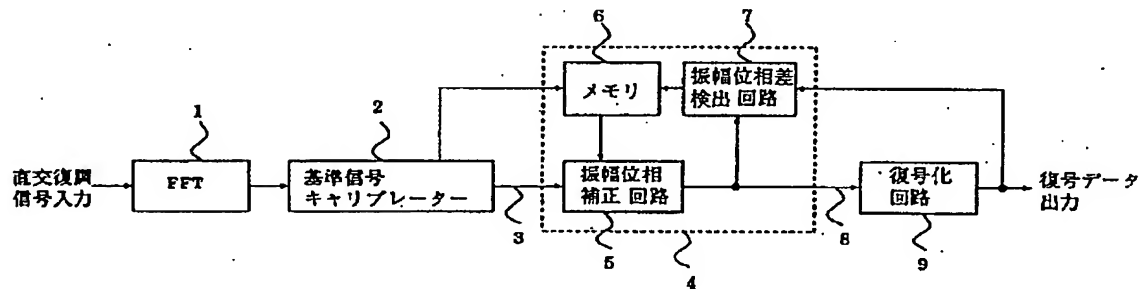 6
7
メモリ
振幅位相差
検出 回路
1
2
直交復調
信号入力
FFT
基準信号
キャリブレーター
振幅位相
補正 回路
復号化
回路
復号データ
出力
3
5
4
8
9